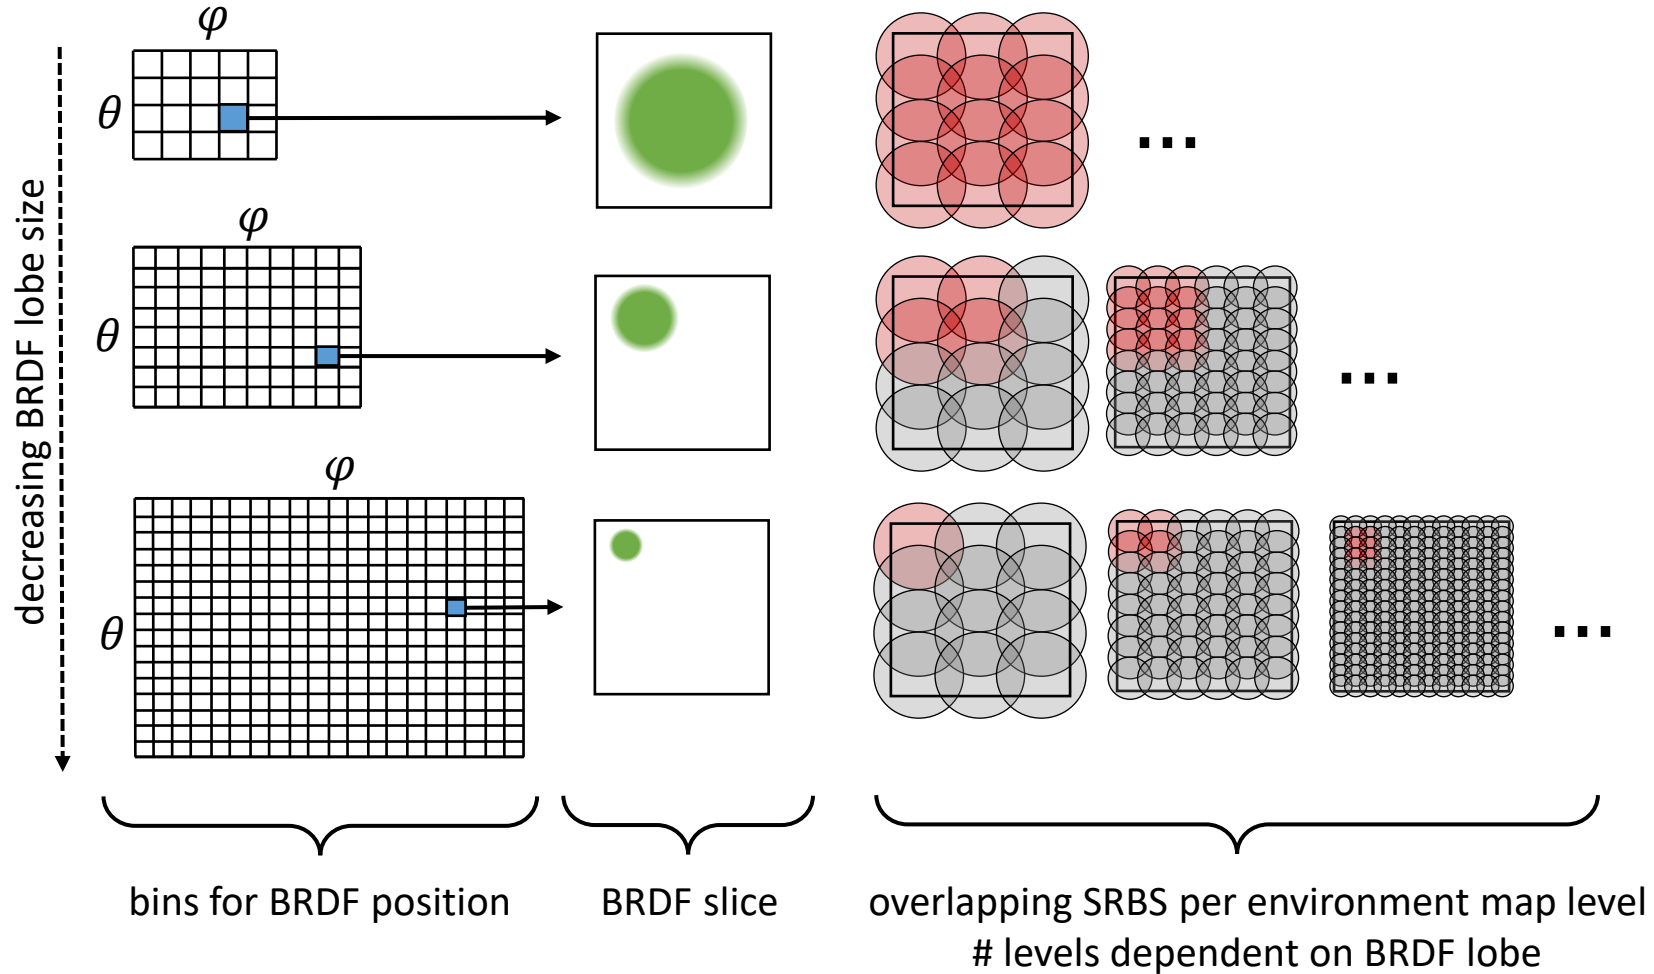 φ
θ
...
φ
θ
...
φ
θ
...
decreasing BRDF lobe size
bins for BRDF position
BRDF slice
overlapping SRBS per environment map level
# levels dependent on BRDF lobe